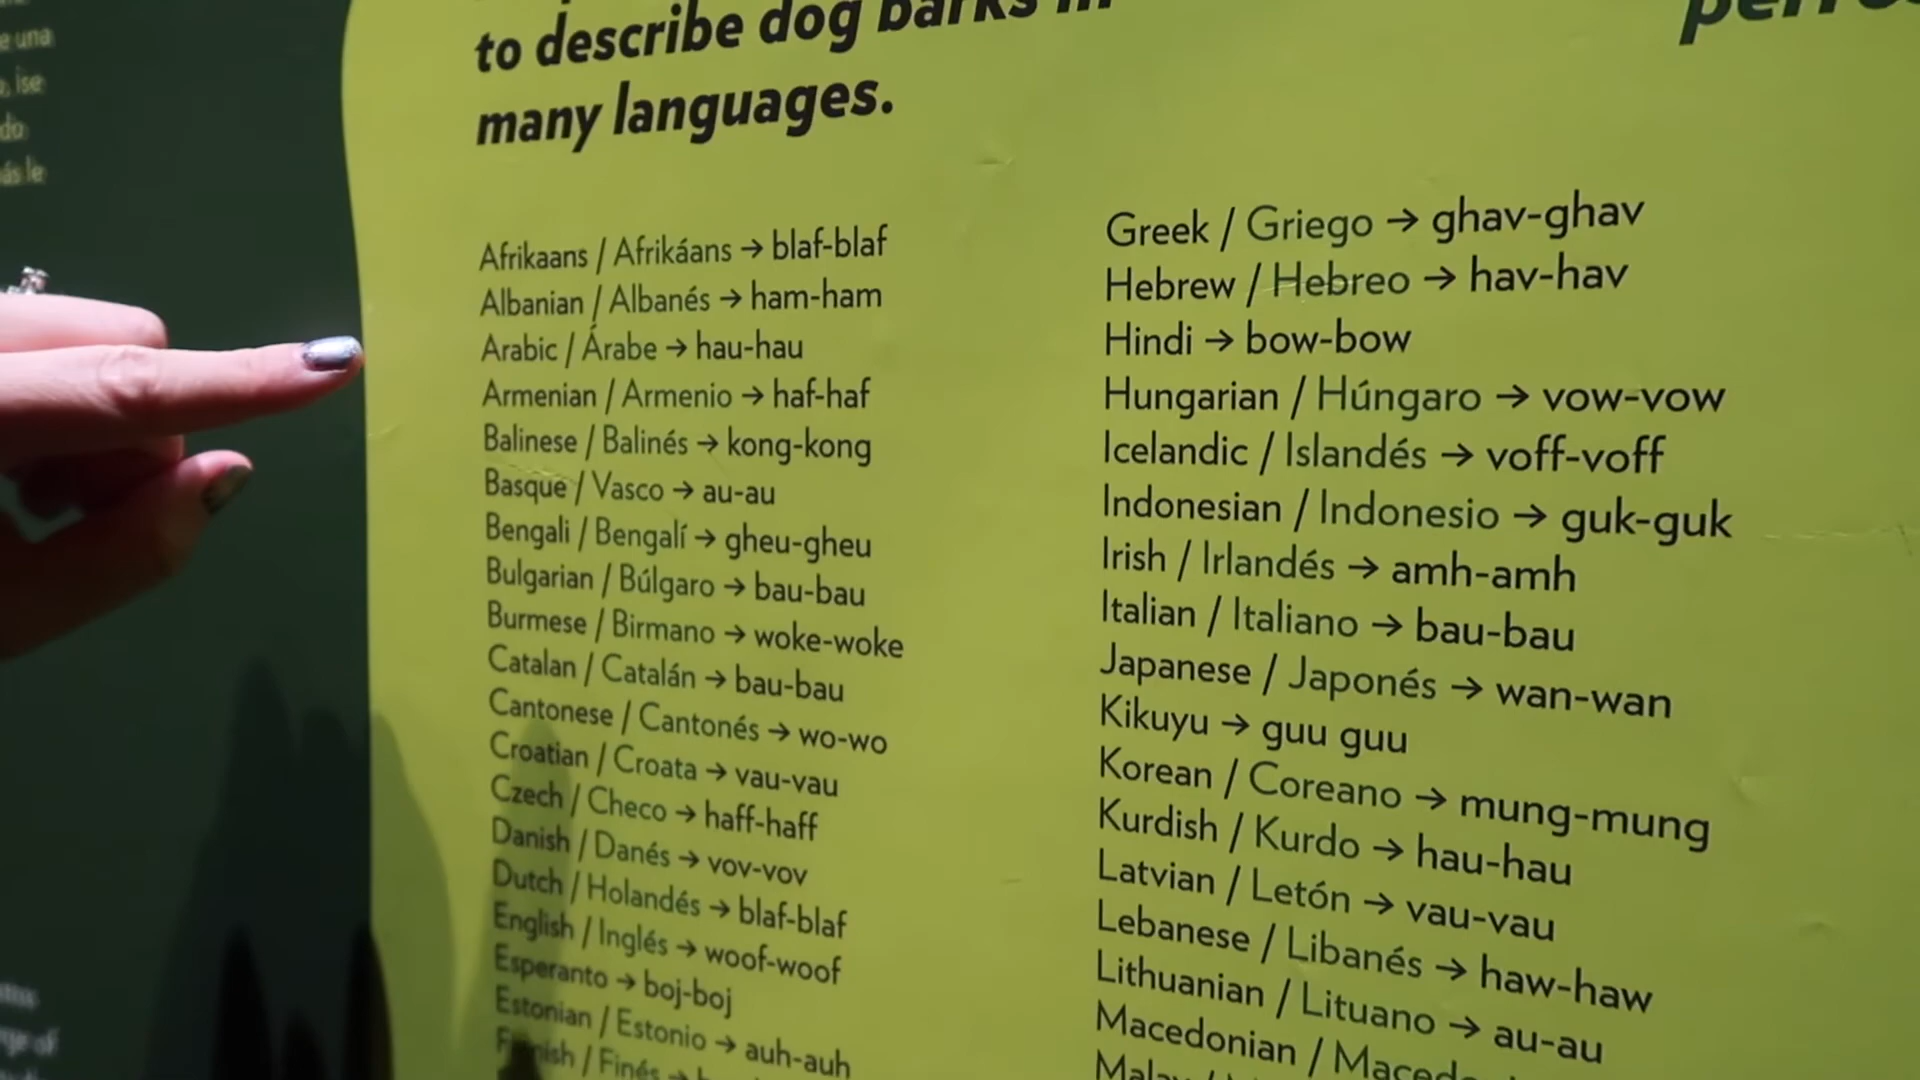 e una
, ise
ás le
to describe dog barks in
many languages.
Afrikaans / Afrikáans → blaf-blaf
Albanian / Albanés → ham-ham
Arabic / Árabe → hau-hau
Armenian / Armenio → haf-haf
Balinese / Balinés → kong-kong
Basque / Vasco → au-au
Bengali / Bengalí → gheu-gheu
Bulgarian / Búlgaro → bau-bau
Burmese / Birmano → woke-woke
Catalan / Catalán → bau-bau
Cantonese / Cantonés → wo-wo
Croatian / Croata → vau-vau
Czech / Checo → haff-haff
Danish / Danés → vov-vov
Dutch / Holandés → blaf-blaf
English / Inglés → woof-woof
Esperanto → boj-boj
Estonian / Estonio → auh-auh
Finnish / Finés →
Greek / Griego → ghav-ghav
Hebrew / Hebreo → hav-hav
Hindi → bow-bow
Hungarian / Húngaro → vow-vow
Icelandic / Islandés → voff-voff
Indonesian / Indonesio → guk-guk
Irish / Irlandés → amh-amh
Italian / Italiano → bau-bau
Japanese / Japonés → wan-wan
Kikuyu → guu guu
Korean / Coreano → mung-mung
Kurdish / Kurdo → hau-hau
Latvian / Letón → vau-vau
Lebanese / Libanés → haw-haw
Lithuanian / Lituano → au-au
Macedonian / Maced
Malay /